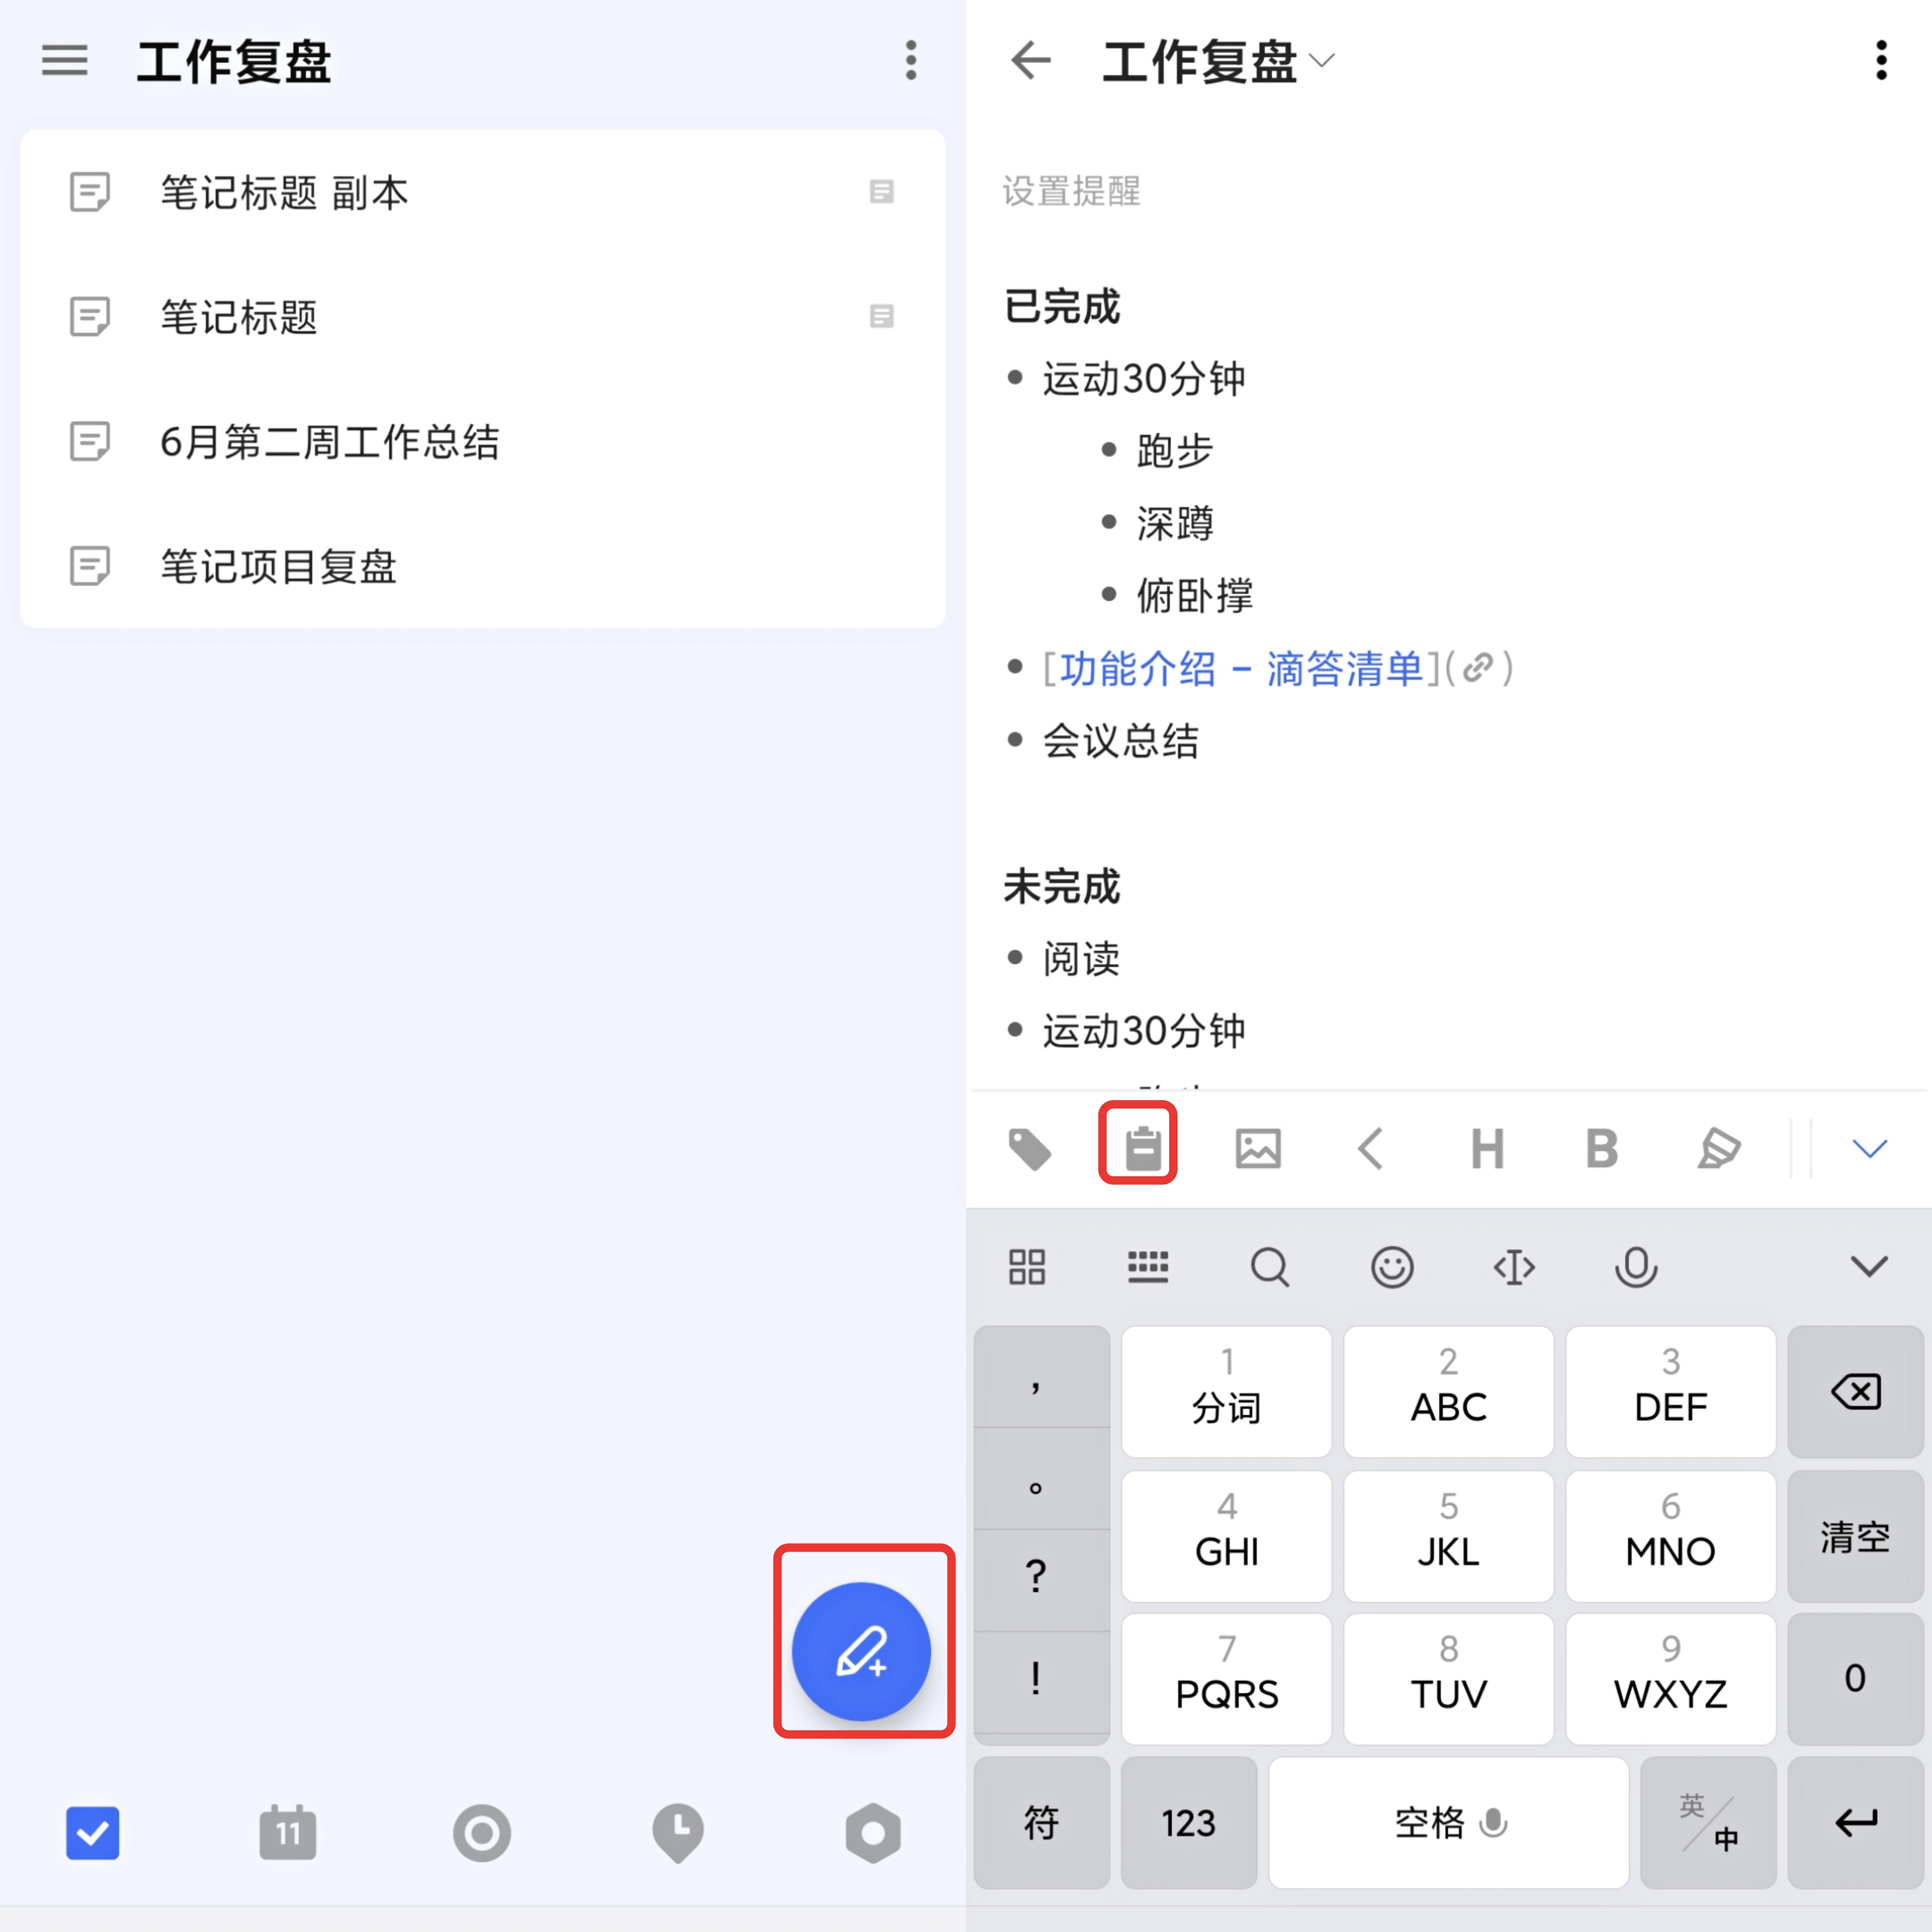 工作复盘
笔记标题 副本
笔记标题
6月第二周工作总结
笔记项目复盘
11
工作复盘
设置提醒
已完成
运动30分钟
跑步
深蹲
俯卧撑
[功能介绍 – 滴答清单]()
会议总结
未完成
阅读
运动30分钟
H B
,
。
?
!
1
分词
2
ABC
3
DEF
4
GHI
5
JKL
6
MNO
清空
7
PQRS
8
TUV
9
WXYZ
0
符
123
空格
英
中